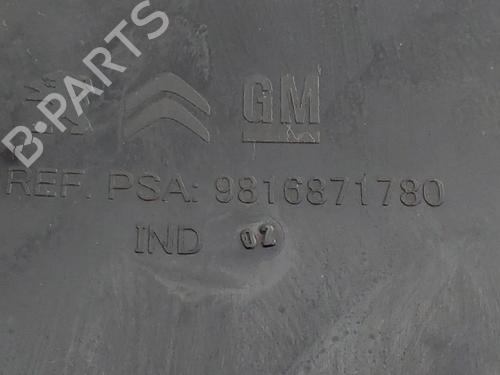 GM
REF. PSA: 9816871780
IND 02
B-PARTS